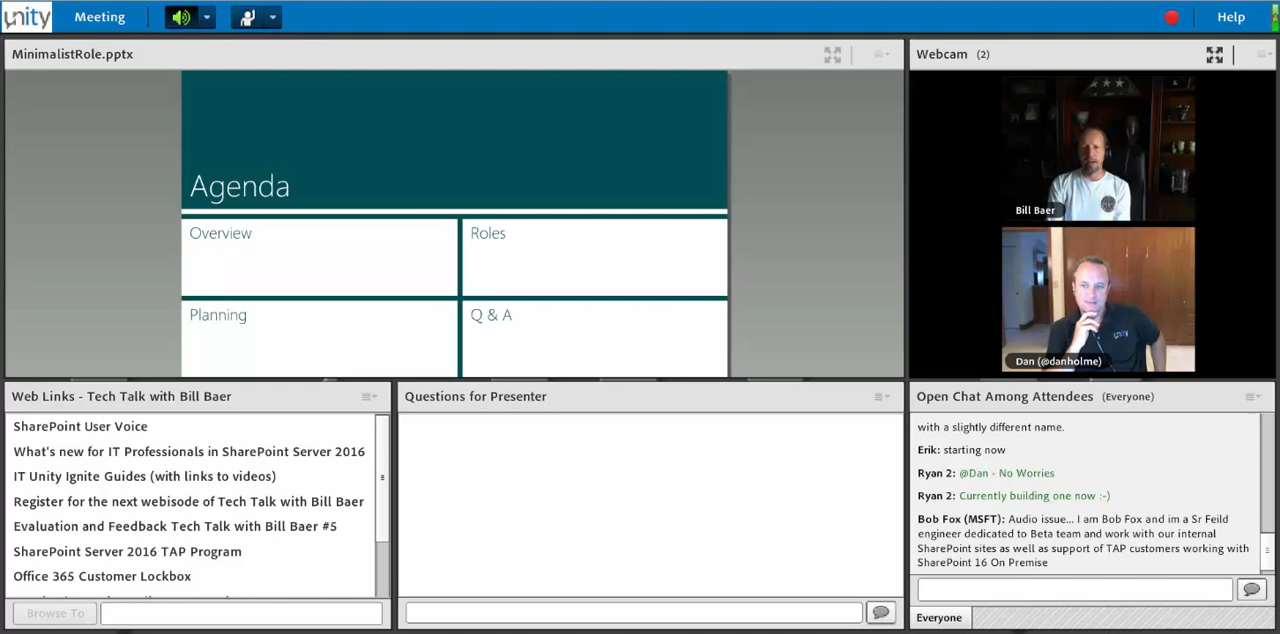 unity
Meeting
Help
MinimalistRole.pptx
Agenda
Overview
Roles
Planning
Q & A
Webcam (2)
Bill Baer
unity
Dan (@danholme)
Web Links - Tech Talk with Bill Baer
SharePoint User Voice
What's new for IT Professionals in SharePoint Server 2016
IT Unity Ignite Guides (with links to videos)
Register for the next webisode of Tech Talk with Bill Baer
Evaluation and Feedback Tech Talk with Bill Baer #5
SharePoint Server 2016 TAP Program
Office 365 Customer Lockbox
Browse To
Questions for Presenter
Open Chat Among Attendees (Everyone)
with a slightly different name.
Erik: starting now
Ryan 2: @Dan - No Worries
Ryan 2: Currently building one now :-)
Bob Fox (MSFT): Audio issue... I am Bob Fox and im a Sr Feild
engineer dedicated to Beta team and work with our internal
SharePoint sites as well as support of TAP customers working with
SharePoint 16 On Premise
Everyone